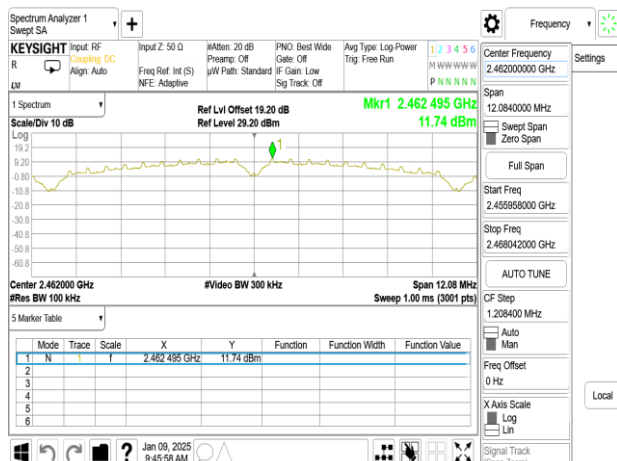 Spectrum Analyzer 1
Swept SA
Frequency
KEYSIGHT
R
Input: RF
Coupling: DC
Align: Auto
Input Z: 50 Ω
Freq Ref: Int (S)
NFE: Adaptive
#Atten: 20 dB
Preamp: Off
µW Path: Standard
PNO: Best Wide
Gate: Off
IF Gain: Low
Sig Track: Off
Avg Type: Log-Power
Trig: Free Run
1 2 3 4 5 6
M W W W W W
P N N N N N
1 Spectrum
Scale/Div 10 dB
Ref Lvl Offset 19.20 dB
Ref Level 29.20 dBm
Mkr1 2.462 495 GHz
11.74 dBm
Log
19.2
9.20
-0.80
-10.8
-20.8
-30.8
-40.8
-50.8
-60.8
1
Center 2.462000 GHz
#Res BW 100 kHz
#Video BW 300 kHz
Span 12.08 MHz
Sweep 1.00 ms (3001 pts)
5 Marker Table
Mode Trace Scale X Y Function Function Width Function Value
1 N 1 f 2.462 495 GHz 11.74 dBm
2
3
4
5
6
Jan 09, 2025
9:45:58 AM
Center Frequency
2.462000000 GHz
Span
12.0840000 MHz
Swept Span
Zero Span
Full Span
Start Freq
2.455958000 GHz
Stop Freq
2.468042000 GHz
AUTO TUNE
CF Step
1.208400 MHz
Auto
Man
Freq Offset
0 Hz
X Axis Scale
Log
Lin
Signal Track
Settings
Local